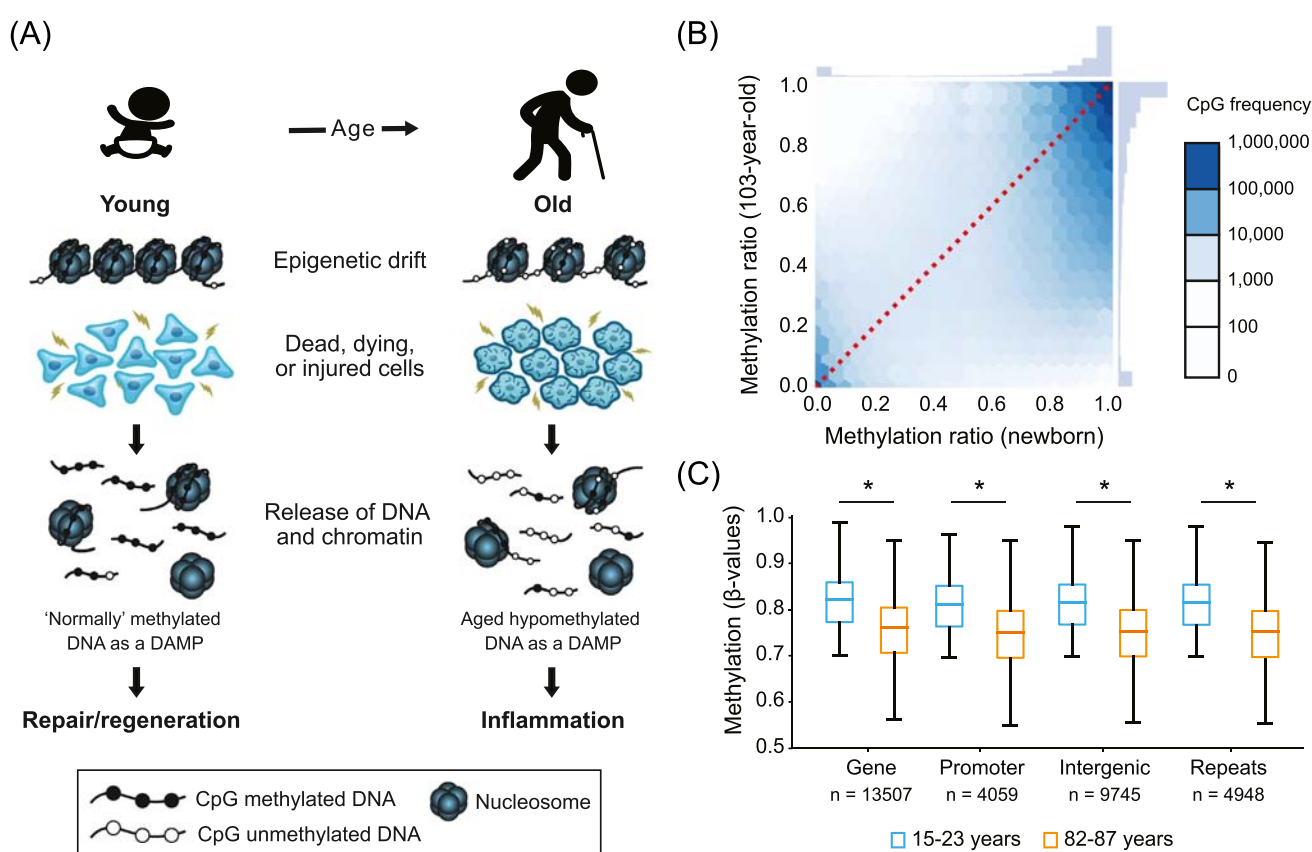 (A)
Age
Young
Old
Epigenetic drift
Dead, dying,
or injured cells
Release of DNA
and chromatin
‘Normally’ methylated
DNA as a DAMP
Aged hypomethylated
DNA as a DAMP
Repair/regeneration
Inflammation
CpG methylated DNA
CpG unmethylated DNA
Nucleosome
(B)
Methylation ratio (103-year-old)
1.0
0.8
0.6
0.4
0.2
0.0
0.0 0.2 0.4 0.6 0.8 1.0
Methylation ratio (newborn)
CpG frequency
1,000,000
100,000
10,000
1,000
100
0
(C)
Methylation (β-values)
* * * *
1.0
0.9
0.8
0.7
0.6
0.5
Gene Promoter Intergenic Repeats
n = 13507 n = 4059 n = 9745 n = 4948
15-23 years 82-87 years